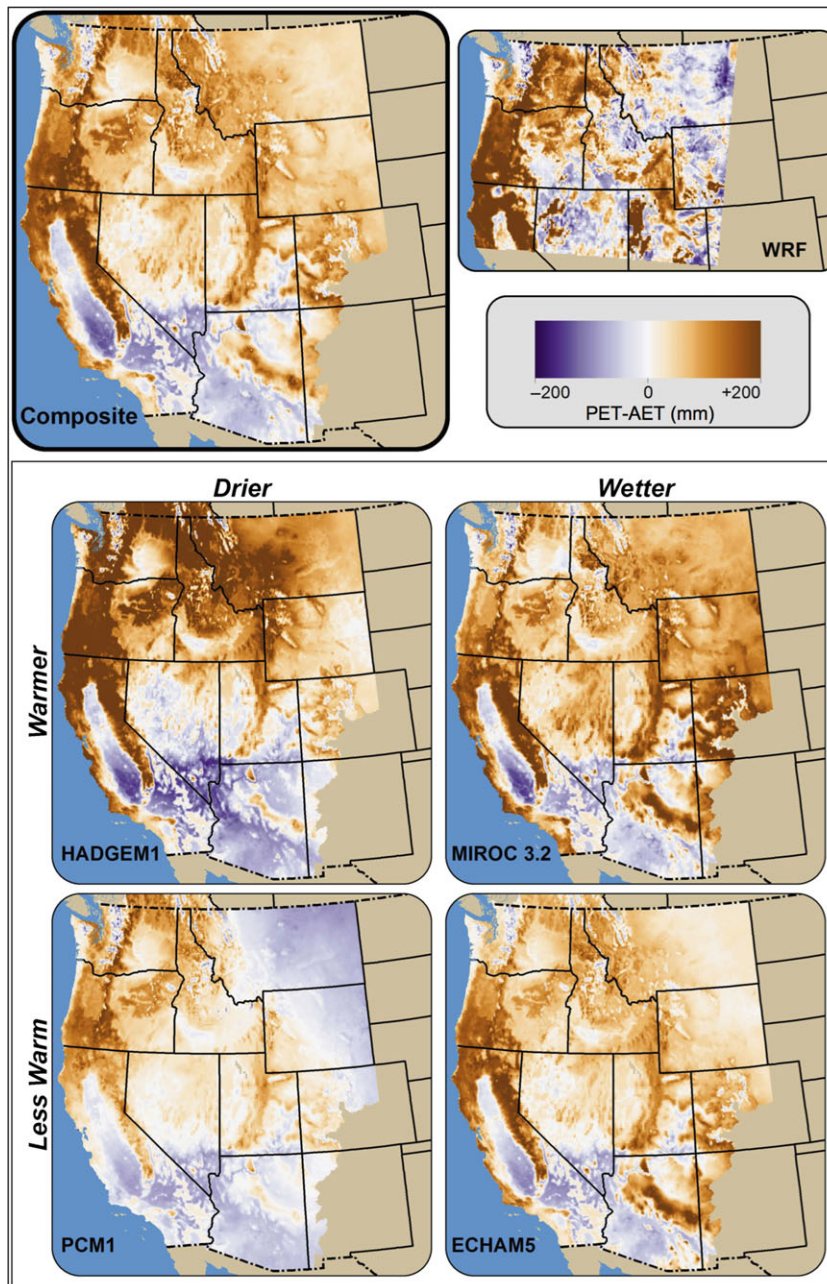 Composite
WRF
–200
0
+200
PET-AET (mm)
Drier
Wetter
Warmer
HADGEM1
MIROC 3.2
Less Warm
PCM1
ECHAM5